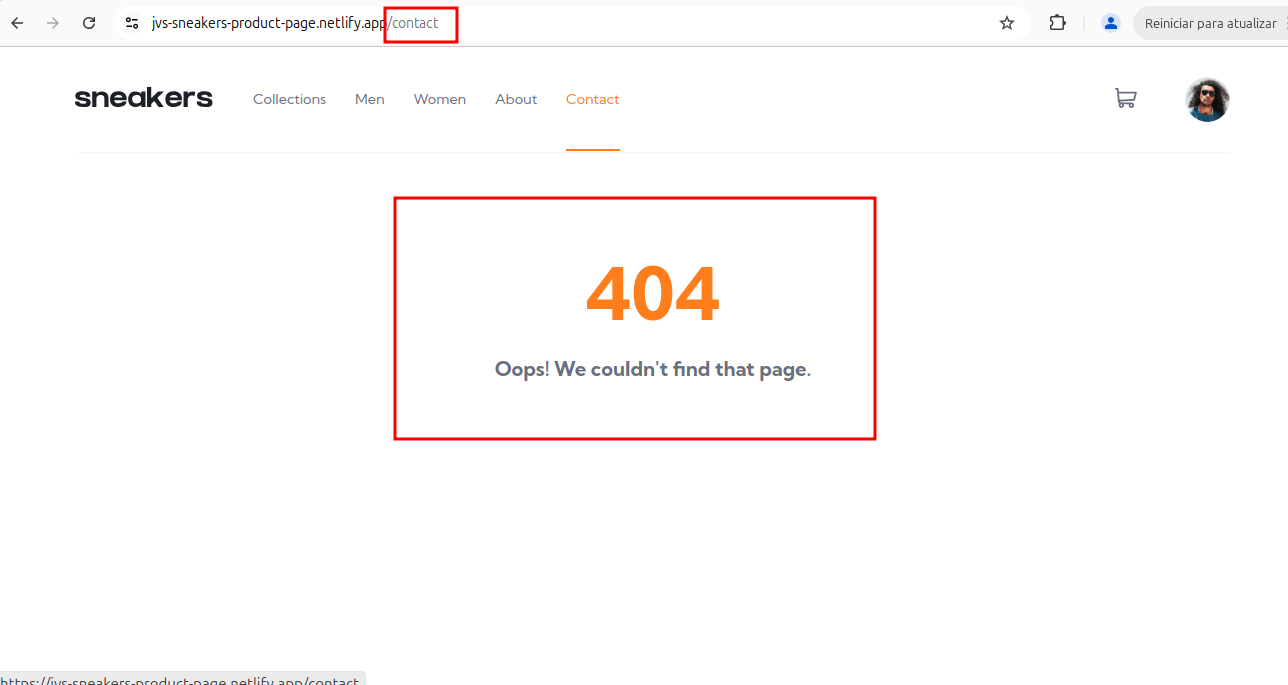 jvs-sneakers-product-page.netlify.app/contact
Reiniciar para atualizar
sneakers Collections Men Women About Contact
404
Oops! We couldn't find that page.
https://jvs-sneakers-product-page.netlify.app/contact